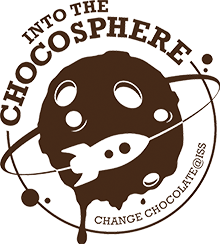 INTO THE
CHOCOSPHERE
CHANGE CHOCOLATE@ISS